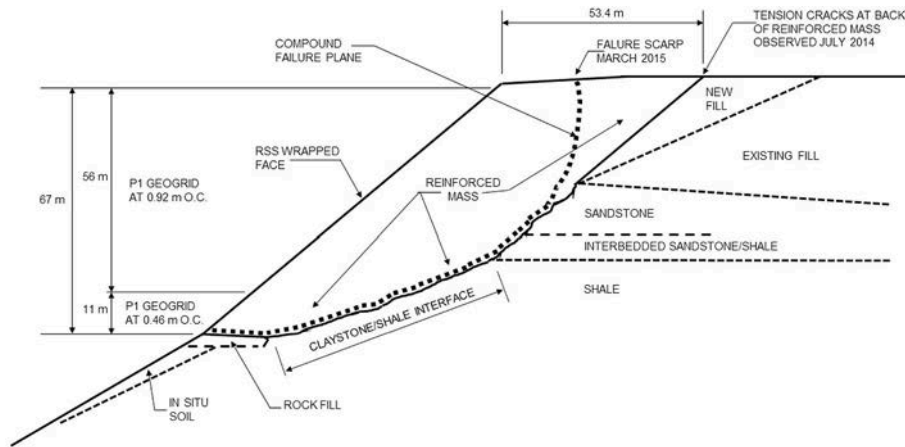 53.4 m
TENSION CRACKS AT BACK
OF REINFORCED MASS
OBSERVED JULY 2014
COMPOUND
FAILURE PLANE
FALURE SCARP
MARCH 2015
NEW
FILL
RSS WRAPPED
FACE
EXISTING FILL
56 m
P1 GEOGRID
AT 0.92 m O.C.
67 m
REINFORCED
MASS
SANDSTONE
INTERBEDDED SANDSTONE/SHALE
SHALE
11 m
P1 GEOGRID
AT 0.46 m O.C.
CLAYSTONE/SHALE INTERFACE
IN SITU
SOIL
ROCK FILL